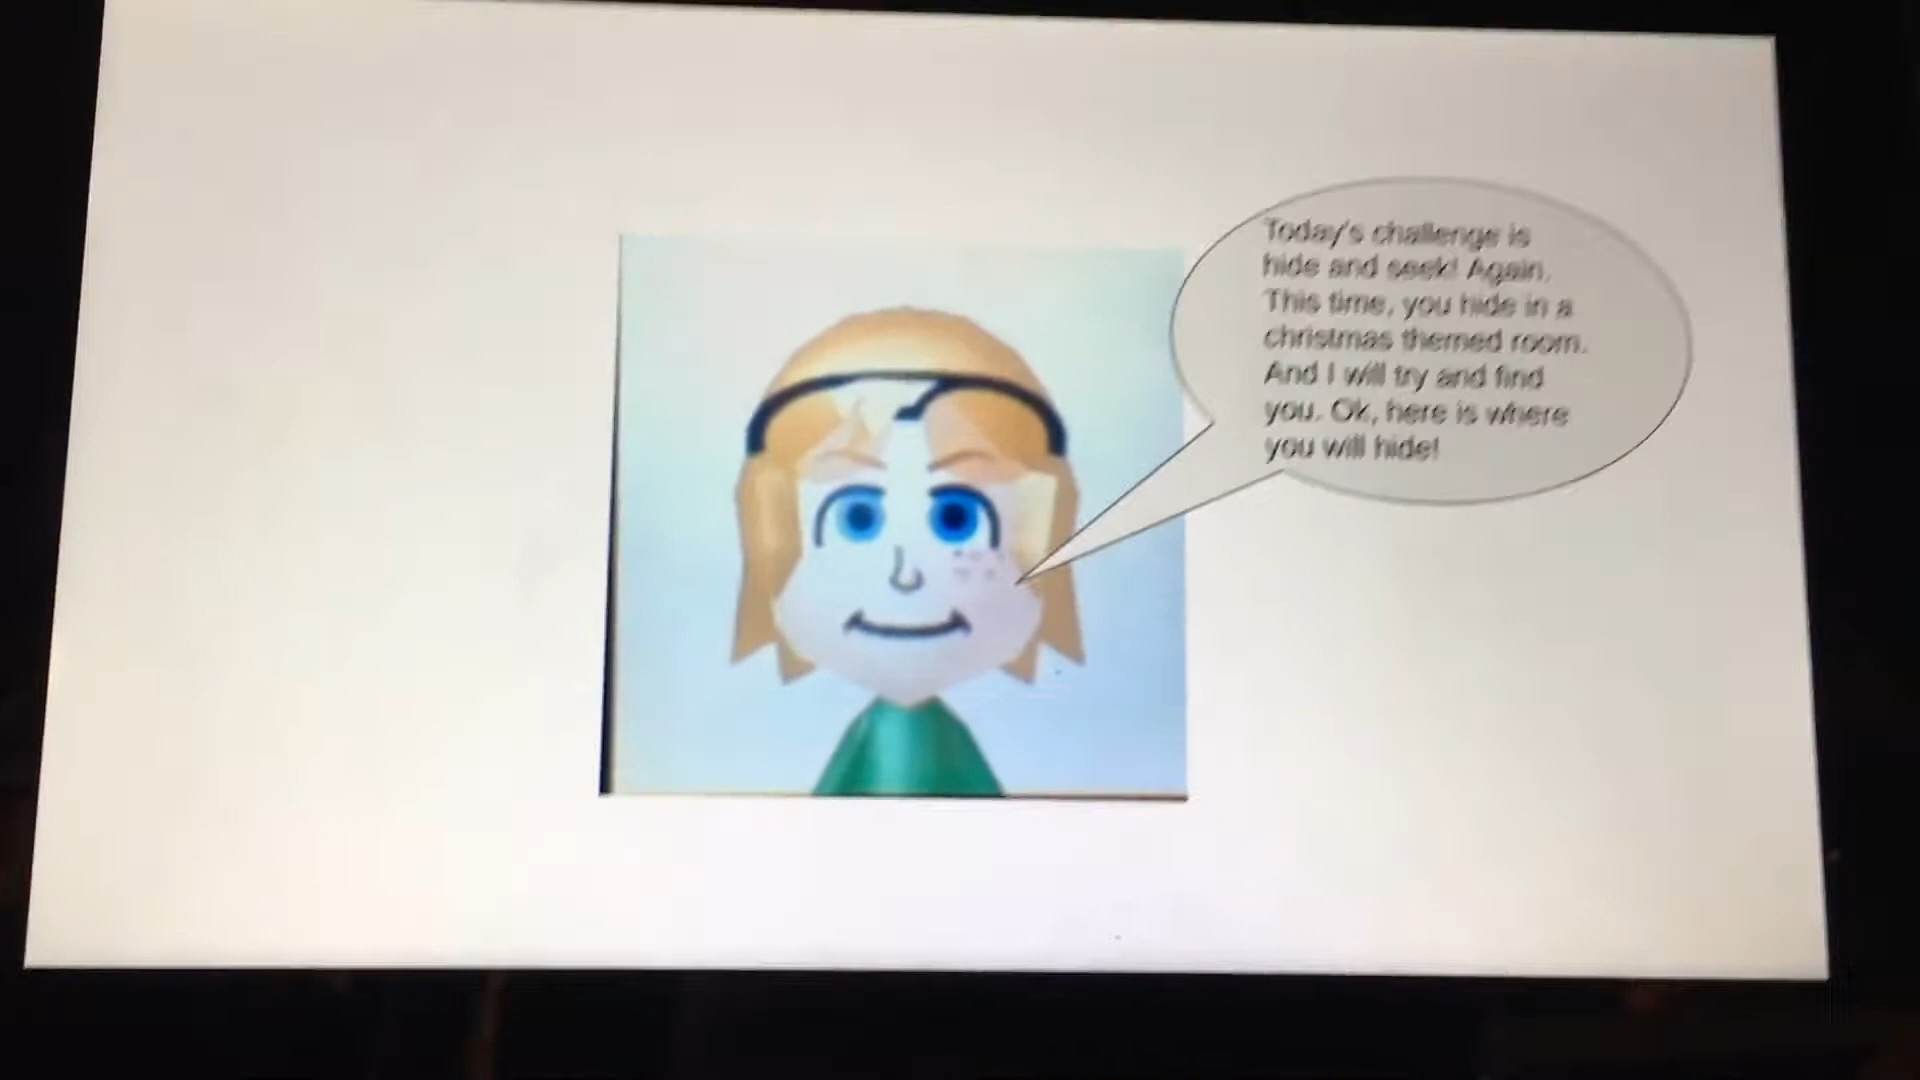 Today's challenge is
hide and seek! Again.
This time, you hide in a
christmas themed room.
And I will try and find
you. Ok, here is where
you will hide!